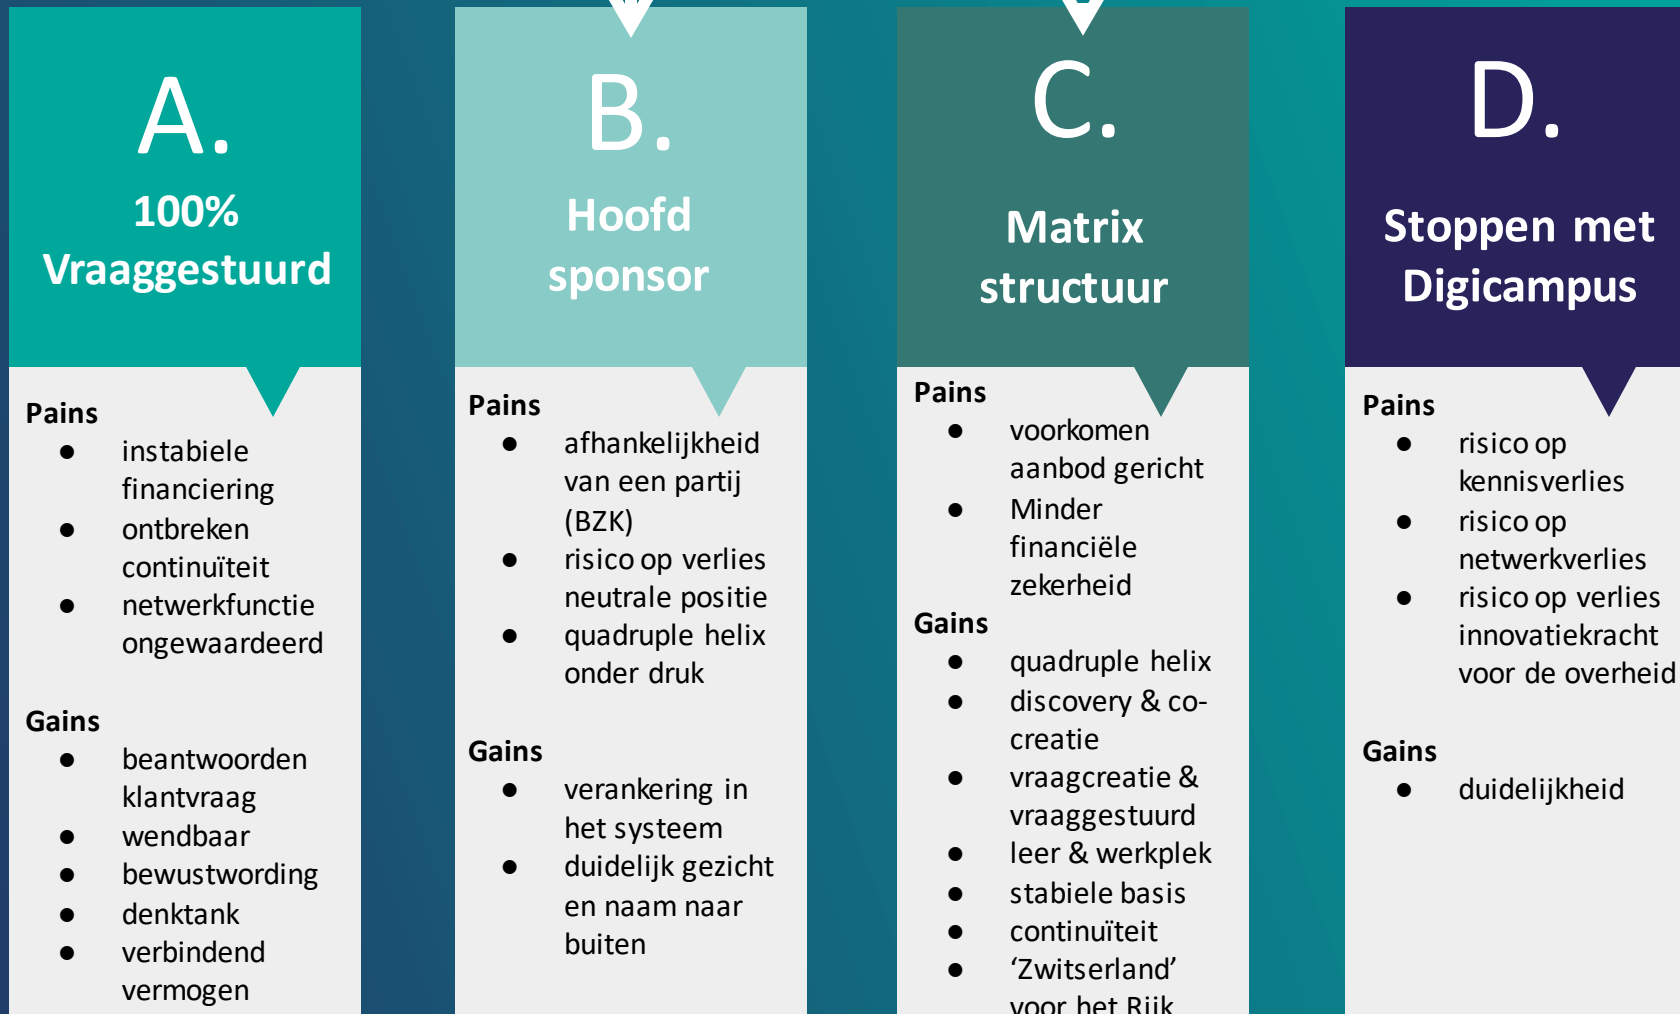 A.
100%
Vraaggestuurd
Pains
● instabiele
financiering
● ontbreken
continuïteit
● netwerkfunctie
ongewaardeerd
Gains
● beantwoorden
klantvraag
● wendbaar
● bewustwording
● denktank
● verbindend
vermogen
B.
Hoofd
sponsor
Pains
● afhankelijkheid
van een partij
(BZK)
● risico op verlies
neutrale positie
● quadruple helix
onder druk
Gains
● verankering in
het systeem
● duidelijk gezicht
en naam naar
buiten
C.
Matrix
structuur
Pains
● voorkomen
aanbod gericht
● Minder
financiële
zekerheid
Gains
● quadruple helix
● discovery & co-
creatie
● vraagcreatie &
vraaggestuurd
● leer & werkplek
● stabiele basis
● continuïteit
● ‘Zwitserland’
voor het Rijk
D.
Stoppen met
Digicampus
Pains
● risico op
kennisverlies
● risico op
netwerkverlies
● risico op verlies
innovatiekracht
voor de overheid
Gains
● duidelijkheid